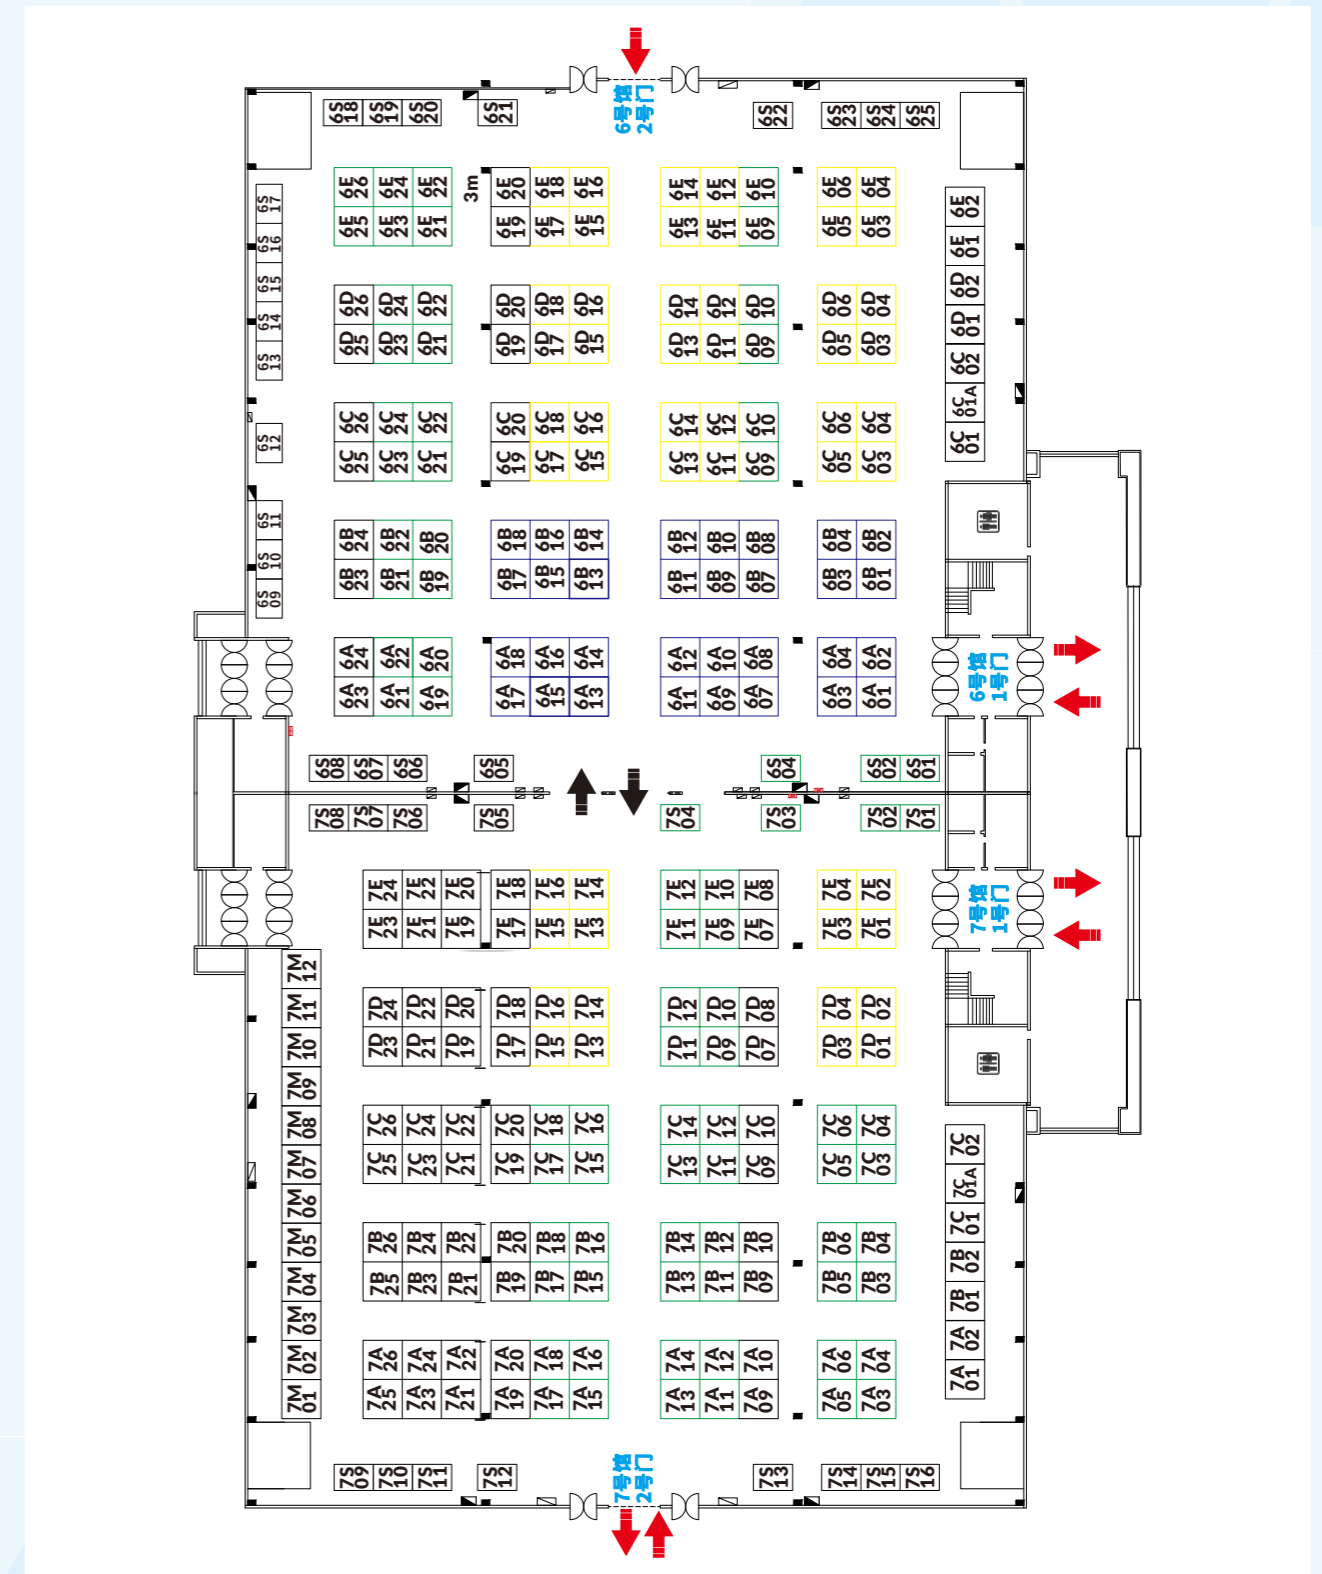 6号馆
2号门
6S 18
6S 19
6S 20
6S 21
6S 22
6S 23
6S 24
6S 25
6S 17
6S 16
6S 15
6S 14
6S 13
6S 12
6S 11
6S 10
6S 09
3m
6E 26
6E 24
6E 22
6E 20
6E 18
6E 16
6E 14
6E 12
6E 10
6E 06
6E 04
6E 25
6E 23
6E 21
6E 19
6E 17
6E 15
6E 13
6E 11
6E 09
6E 05
6E 03
6E 02
6E 01
6D 02
6D 01
6C 02
6C 01A
6C 01
6D 26
6D 24
6D 22
6D 20
6D 18
6D 16
6D 14
6D 12
6D 10
6D 06
6D 04
6D 25
6D 23
6D 21
6D 19
6D 17
6D 15
6D 13
6D 11
6D 09
6D 05
6D 03
6C 26
6C 24
6C 22
6C 20
6C 18
6C 16
6C 14
6C 12
6C 10
6C 06
6C 04
6C 25
6C 23
6C 21
6C 19
6C 17
6C 15
6C 13
6C 11
6C 09
6C 05
6C 03
6B 24
6B 22
6B 20
6B 18
6B 16
6B 14
6B 12
6B 10
6B 08
6B 04
6B 02
6B 23
6B 21
6B 19
6B 17
6B 15
6B 13
6B 11
6B 09
6B 07
6B 03
6B 01
6A 24
6A 22
6A 20
6A 18
6A 16
6A 14
6A 12
6A 10
6A 08
6A 04
6A 02
6A 23
6A 21
6A 19
6A 17
6A 15
6A 13
6A 11
6A 09
6A 07
6A 03
6A 01
6号馆
1号门
6S 08
6S 07
6S 06
6S 05
6S 04
6S 02
6S 01
7S 08
7S 07
7S 06
7S 05
7S 04
7S 03
7S 02
7S 01
7E 24
7E 22
7E 20
7E 18
7E 16
7E 14
7E 12
7E 10
7E 08
7E 04
7E 02
7E 23
7E 21
7E 19
7E 17
7E 15
7E 13
7E 11
7E 09
7E 07
7E 03
7E 01
7号馆
1号门
7M 12
7M 11
7M 10
7M 09
7M 08
7M 07
7M 06
7M 05
7M 04
7M 03
7M 02
7M 01
7D 24
7D 22
7D 20
7D 18
7D 16
7D 14
7D 12
7D 10
7D 08
7D 04
7D 02
7D 23
7D 21
7D 19
7D 17
7D 15
7D 13
7D 11
7D 09
7D 07
7D 03
7D 01
7C 26
7C 24
7C 22
7C 20
7C 18
7C 16
7C 14
7C 12
7C 10
7C 06
7C 04
7C 25
7C 23
7C 21
7C 19
7C 17
7C 15
7C 13
7C 11
7C 09
7C 05
7C 03
7C 02
7C 01A
7C 01
7B 02
7B 01
7A 02
7A 01
7B 26
7B 24
7B 22
7B 20
7B 18
7B 16
7B 14
7B 12
7B 10
7B 06
7B 04
7B 25
7B 23
7B 21
7B 19
7B 17
7B 15
7B 13
7B 11
7B 09
7B 05
7B 03
7A 26
7A 24
7A 22
7A 20
7A 18
7A 16
7A 14
7A 12
7A 10
7A 06
7A 04
7A 25
7A 23
7A 21
7A 19
7A 17
7A 15
7A 13
7A 11
7A 09
7A 05
7A 03
7S 09
7S 10
7S 11
7S 12
7S 13
7S 14
7S 15
7S 16
7号馆
2号门